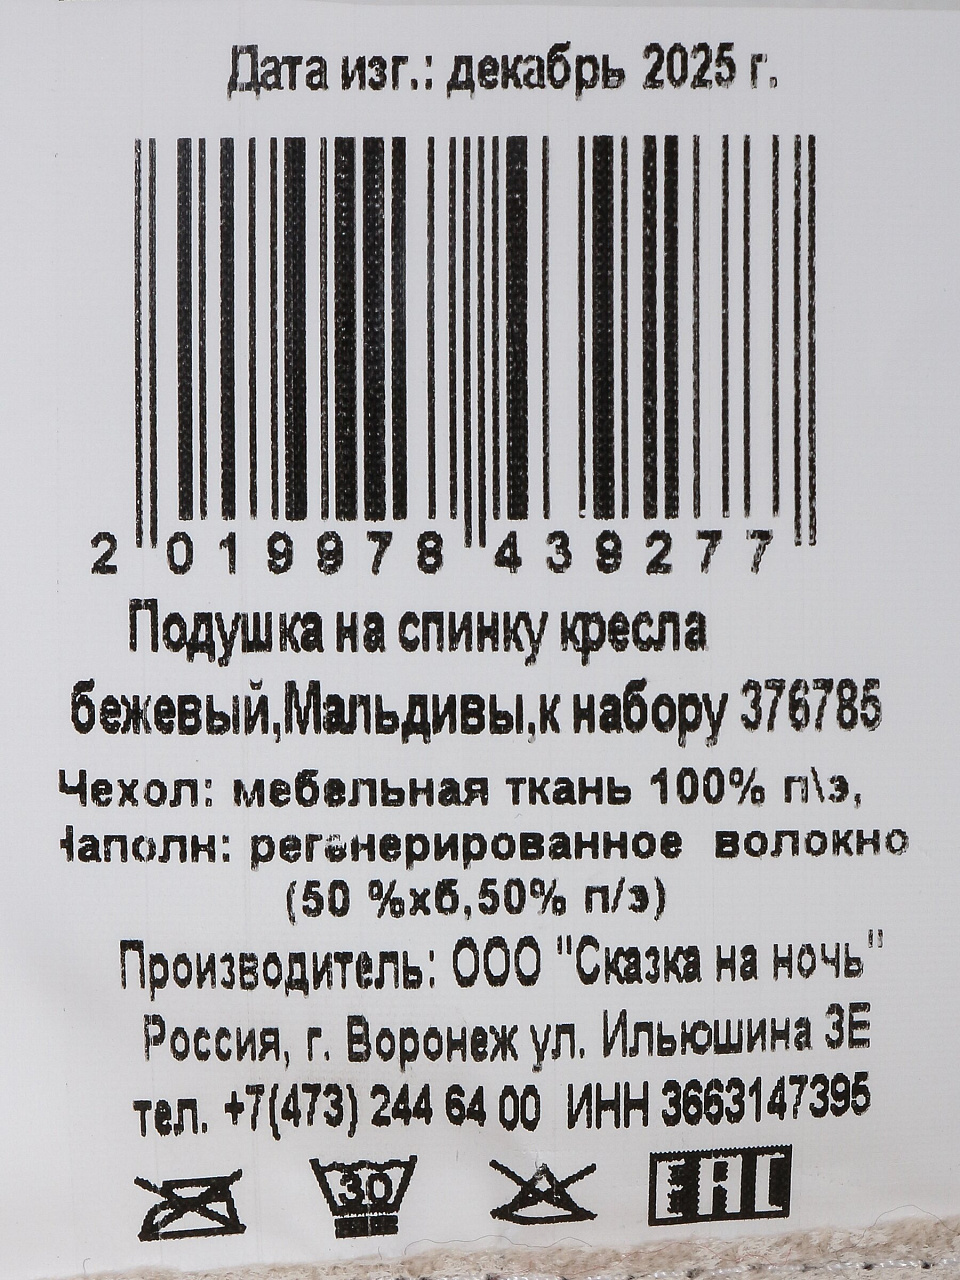 Дата изг.: декабрь 2025 г.
2 019978 439277
Подушка на спинку кресла
бежевый,Мальдивы,к набору 376785
Чехол: мебельная ткань 100% п\э,
Наполн: регенерированное волокно
(50 %хб,50% п/э)
Производитель: ООО "Сказка на ночь"
Россия, г. Воронеж ул. Ильюшина 3Е
тел. +7(473) 244 64 00 ИНН 3663147395
30 EAC